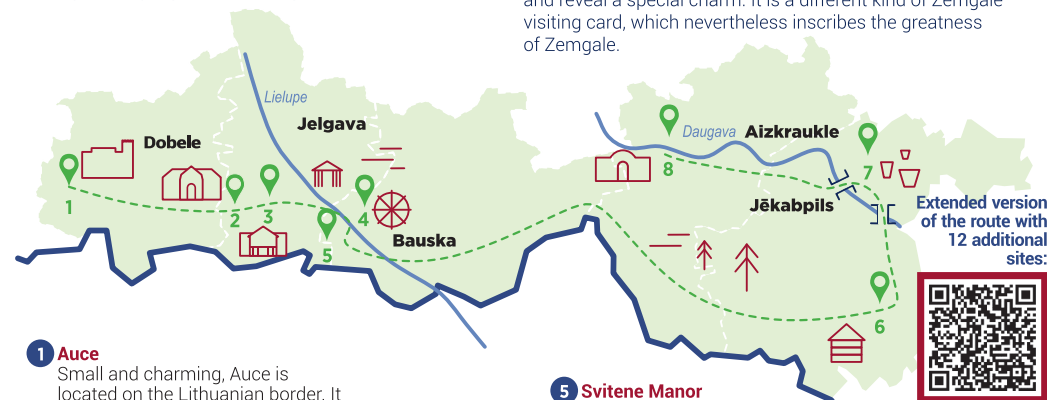 and reveal a special charm. It is a different kind of Zemgale
visiting card, which nevertheless inscribes the greatness
of Zemgale.
Lielupe
Jelgava
Dobele
Daugava
Aizkraukle
1
2
3
4
5
Bauska
8
7
Jēkabpils
6
Extended version
of the route with
12 additional
sites:
1 Auce
Small and charming, Auce is
located on the Lithuanian border. It
5 Svitene Manor